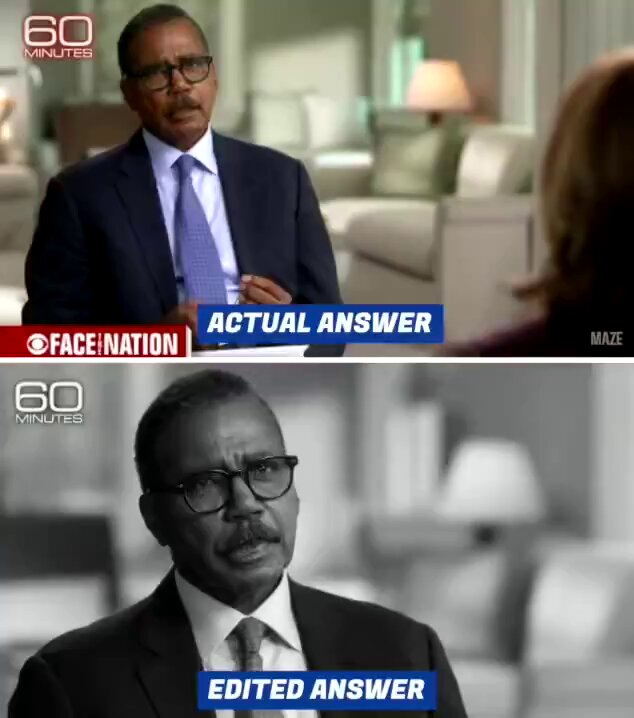 60
MINUTES
ACTUAL ANSWER
FACE THE NATION
MAZE
60
MINUTES
EDITED ANSWER